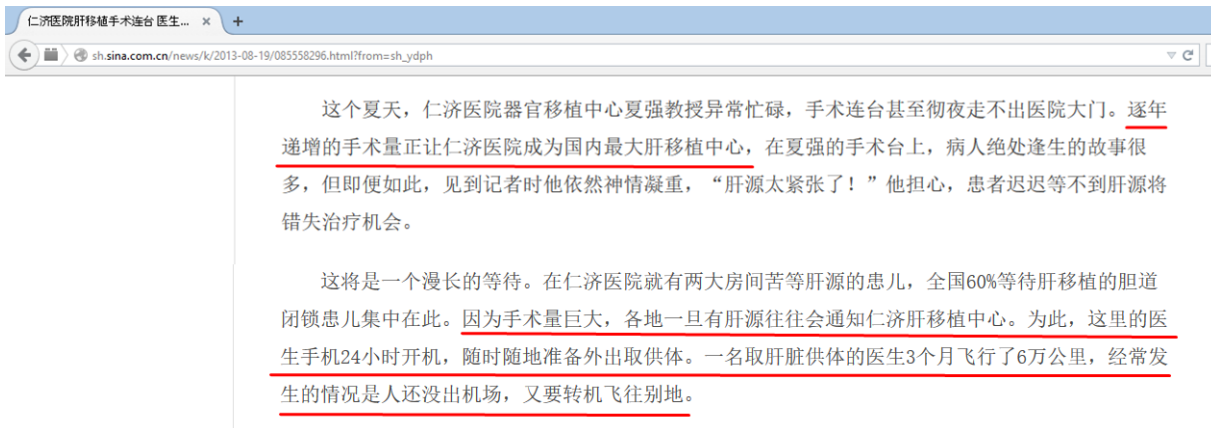 仁济医院肝移植手术连台 医生...
sh.sina.com.cn/news/k/2013-08-19/085558296.html?from=sh_ydph
这个夏天，仁济医院器官移植中心夏强教授异常忙碌，手术连台甚至彻夜走不出医院大门。逐年
递增的手术量正让仁济医院成为国内最大肝移植中心，在夏强的手术台上，病人绝处逢生的故事很
多，但即便如此，见到记者时他依然神情凝重，“肝源太紧张了！”他担心，患者迟迟等不到肝源将
错失治疗机会。
这将是一个漫长的等待。在仁济医院就有两大房间苦等肝源的患儿，全国60%等待肝移植的胆道
闭锁患儿集中在此。因为手术量巨大，各地一旦有肝源往往会通知仁济肝移植中心。为此，这里的医
生手机24小时开机，随时随地准备外出取供体。一名取肝脏供体的医生3个月飞行了6万公里，经常发
生的情况是人还没出机场，又要转机飞往别地。